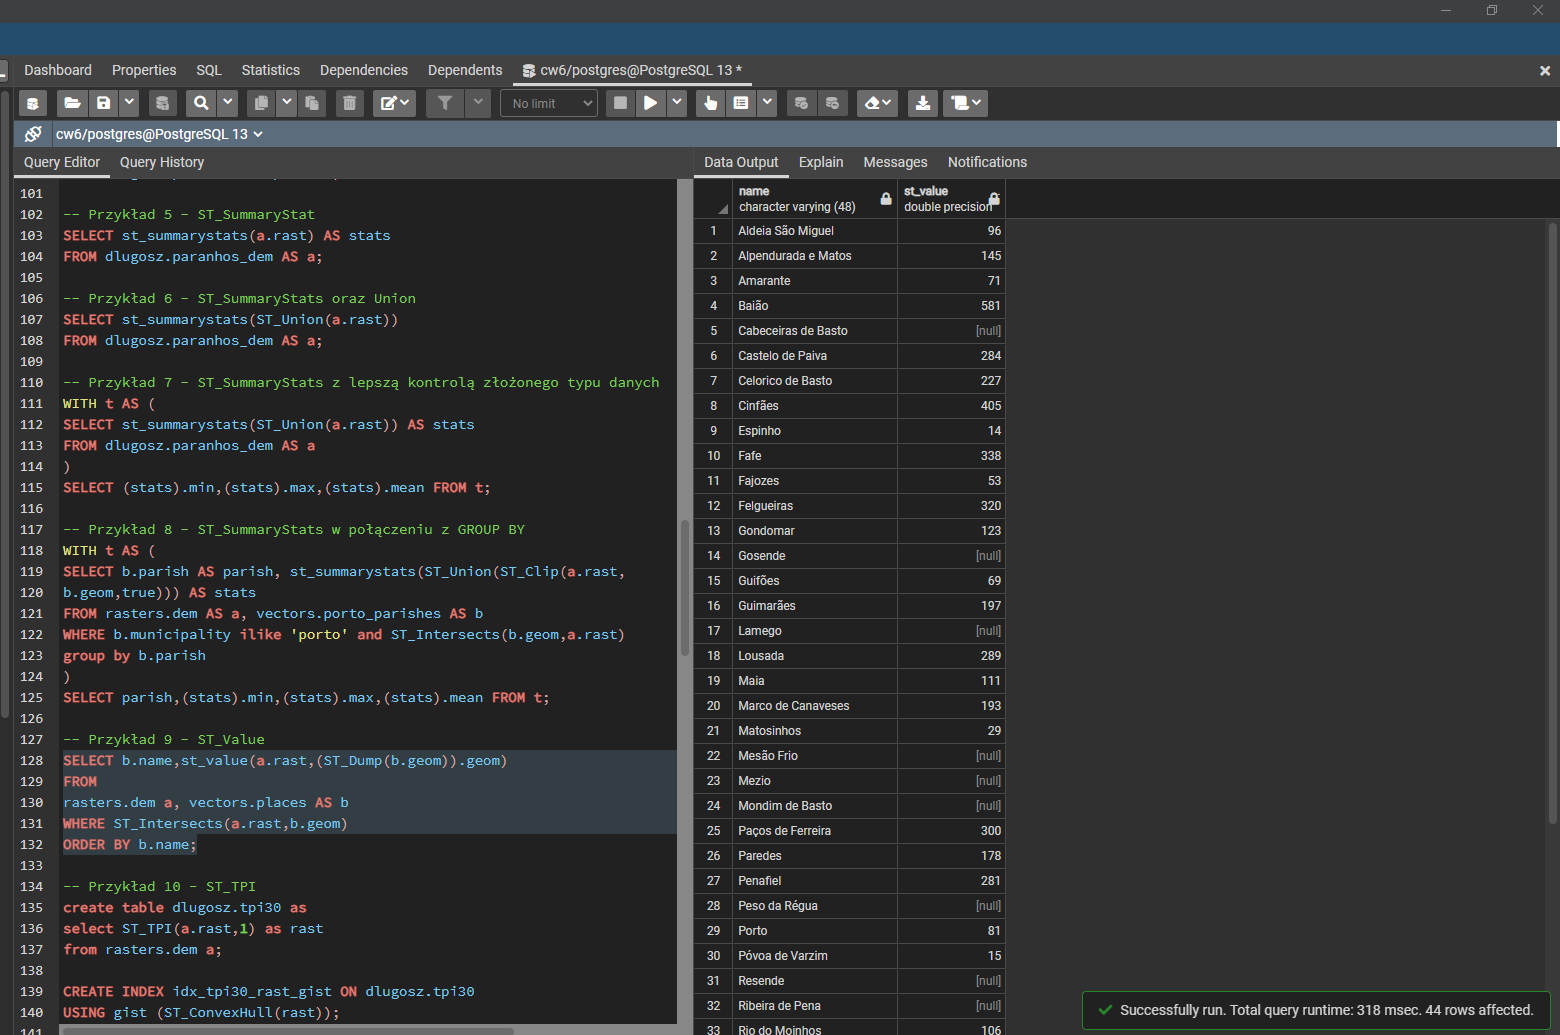 Dashboard Properties SQL Statistics Dependencies Dependents cw6/postgres@PostgreSQL 13 *
No limit
cw6/postgres@PostgreSQL 13
Query Editor Query History
101
102 -- Przykład 5 - ST_SummaryStat
103 SELECT st_summarystats(a.rast) AS stats
104 FROM dlugosz.paranhos_dem AS a;
105
106 -- Przykład 6 - ST_SummaryStats oraz Union
107 SELECT st_summarystats(ST_Union(a.rast))
108 FROM dlugosz.paranhos_dem AS a;
109
110 -- Przykład 7 - ST_SummaryStats z lepszą kontrolą złożonego typu danych
111 WITH t AS (
112 SELECT st_summarystats(ST_Union(a.rast)) AS stats
113 FROM dlugosz.paranhos_dem AS a
114 )
115 SELECT (stats).min,(stats).max,(stats).mean FROM t;
116
117 -- Przykład 8 - ST_SummaryStats w połączeniu z GROUP BY
118 WITH t AS (
119 SELECT b.parish AS parish, st_summarystats(ST_Union(ST_Clip(a.rast,
120 b.geom,true))) AS stats
121 FROM rasters.dem AS a, vectors.porto_parishes AS b
122 WHERE b.municipality ilike 'porto' and ST_Intersects(b.geom,a.rast)
123 group by b.parish
124 )
125 SELECT parish,(stats).min,(stats).max,(stats).mean FROM t;
126
127 -- Przykład 9 - ST_Value
128 SELECT b.name,st_value(a.rast,(ST_Dump(b.geom)).geom)
129 FROM
130 rasters.dem a, vectors.places AS b
131 WHERE ST_Intersects(a.rast,b.geom)
132 ORDER BY b.name;
133
134 -- Przykład 10 - ST_TPI
135 create table dlugosz.tpi30 as
136 select ST_TPI(a.rast,1) as rast
137 from rasters.dem a;
138
139 CREATE INDEX idx_tpi30_rast_gist ON dlugosz.tpi30
140 USING gist (ST_ConvexHull(rast));
141
Data Output Explain Messages Notifications
name st_value
character varying (48) double precision
1 Aldeia São Miguel 96
2 Alpendurada e Matos 145
3 Amarante 71
4 Baião 581
5 Cabeceiras de Basto [null]
6 Castelo de Paiva 284
7 Celorico de Basto 227
8 Cinfães 405
9 Espinho 14
10 Fafe 338
11 Fajozes 53
12 Felgueiras 320
13 Gondomar 123
14 Gosende [null]
15 Guifões 69
16 Guimarães 197
17 Lamego [null]
18 Lousada 289
19 Maia 111
20 Marco de Canaveses 193
21 Matosinhos 29
22 Mesão Frio [null]
23 Mezio [null]
24 Mondim de Basto [null]
25 Paços de Ferreira 300
26 Paredes 178
27 Penafiel 281
28 Peso da Régua [null]
29 Porto 81
30 Póvoa de Varzim 15
31 Resende [null]
32 Ribeira de Pena [null]
33 Rio do Moinhos 106
Successfully run. Total query runtime: 318 msec. 44 rows affected.